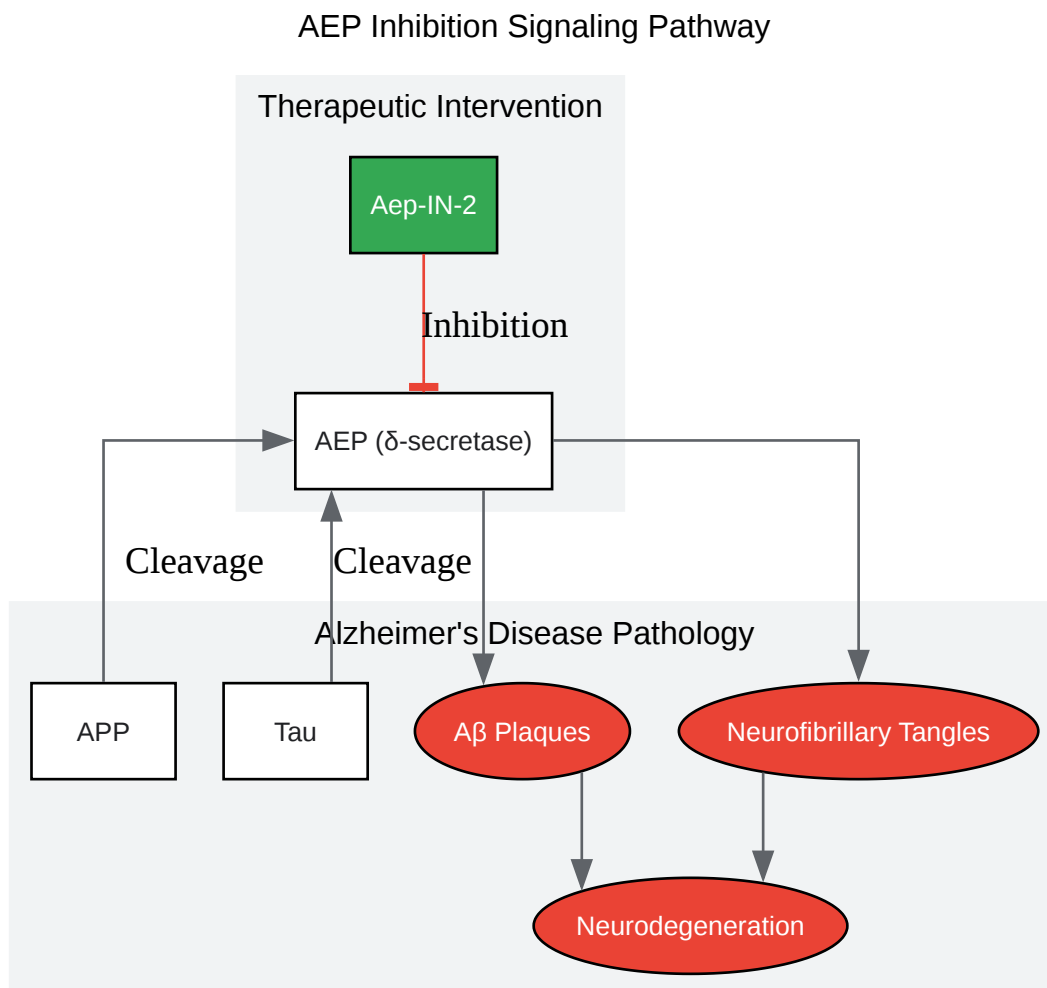 AEP Inhibition Signaling Pathway
Therapeutic Intervention
Aep-IN-2
Inhibition
AEP (δ-secretase)
Cleavage
Cleavage
Alzheimer's Disease Pathology
APP
Tau
Aβ Plaques
Neurofibrillary Tangles
Neurodegeneration